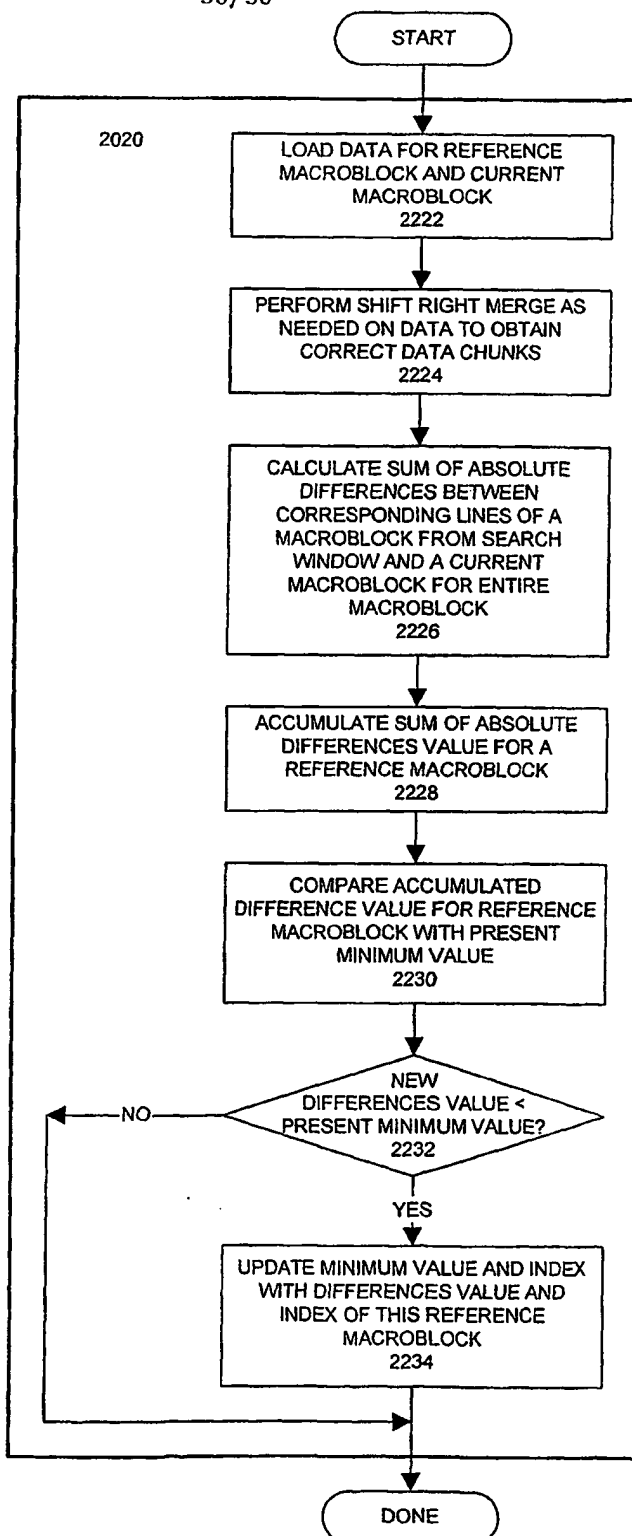 START
2020
LOAD DATA FOR REFERENCE
MACROBLOCK AND CURRENT
MACROBLOCK
2222
PERFORM SHIFT RIGHT MERGE AS
NEEDED ON DATA TO OBTAIN
CORRECT DATA CHUNKS
2224
CALCULATE SUM OF ABSOLUTE
DIFFERENCES BETWEEN
CORRESPONDING LINES OF A
MACROBLOCK FROM SEARCH
WINDOW AND A CURRENT
MACROBLOCK FOR ENTIRE
MACROBLOCK
2226
ACCUMULATE SUM OF ABSOLUTE
DIFFERENCES VALUE FOR A
REFERENCE MACROBLOCK
2228
COMPARE ACCUMULATED
DIFFERENCE VALUE FOR REFERENCE
MACROBLOCK WITH PRESENT
MINIMUM VALUE
2230
NEW
DIFFERENCES VALUE <
PRESENT MINIMUM VALUE?
2232
NO
YES
UPDATE MINIMUM VALUE AND INDEX
WITH DIFFERENCES VALUE AND
INDEX OF THIS REFERENCE
MACROBLOCK
2234
DONE